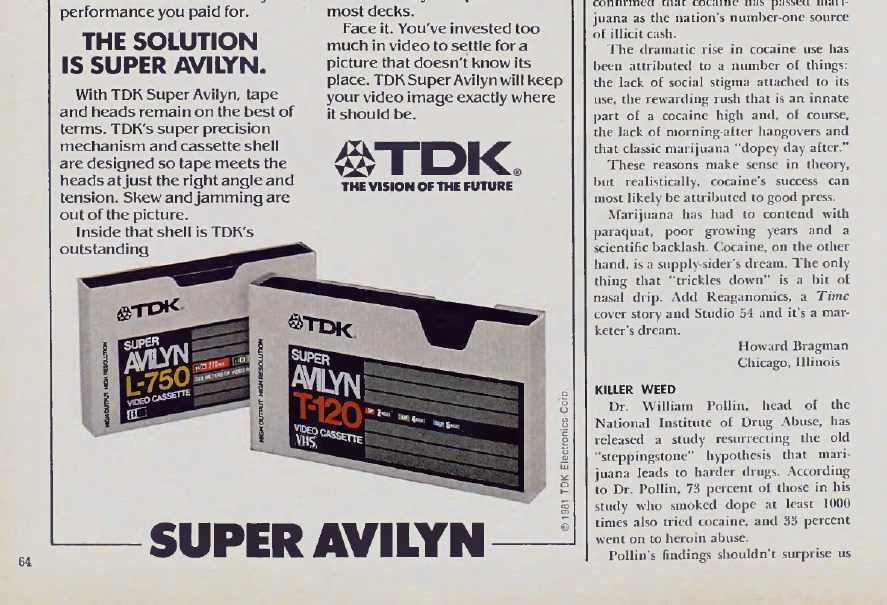 performance you paid for.
THE SOLUTION
IS SUPER AVILYN.
With TDK Super Avilyn, tape
and heads remain on the best of
terms. TDK's super precision
mechanism and cassette shell
are designed so tape meets the
heads at just the right angle and
tension. Skew and jamming are
out of the picture.
Inside that shell is TDK's
outstanding
most decks.
Face it. You've invested too
much in video to settle for a
picture that doesn't know its
place. TDK Super Avilyn will keep
your video image exactly where
it should be.
TDK®
THE VISION OF THE FUTURE
TDK
SUPER
AVILYN
L-750
VIDEO CASSETTE
HIGH OUTPUT HIGH RESOLUTION
TDK
SUPER
AVILYN
T-120
VIDEO CASSETTE
VHS
HIGH OUTPUT HIGH RESOLUTION
© 1981 TDK Electronics Corp.
SUPER AVILYN
64
confirmed that cocaine has passed mari-
juana as the nation's number-one source
of illicit cash.
The dramatic rise in cocaine use has
been attributed to a number of things:
the lack of social stigma attached to its
use, the rewarding rush that is an innate
part of a cocaine high and, of course,
the lack of morning-after hangovers and
that classic marijuana "dopey day after."
These reasons make sense in theory,
but realistically, cocaine's success can
most likely be attributed to good press.
Marijuana has had to contend with
paraquat, poor growing years and a
scientific backlash. Cocaine, on the other
hand, is a supply-sider's dream. The only
thing that "trickles down" is a bit of
nasal drip. Add Reaganomics, a Time
cover story and Studio 54 and it's a mar-
keter's dream.
Howard Bragman
Chicago, Illinois
KILLER WEED
Dr. William Pollin, head of the
National Institute of Drug Abuse, has
released a study resurrecting the old
"steppingstone" hypothesis that mari-
juana leads to harder drugs. According
to Dr. Pollin, 73 percent of those in his
study who smoked dope at least 1000
times also tried cocaine, and 33 percent
went on to heroin abuse.
Pollin's findings shouldn't surprise us